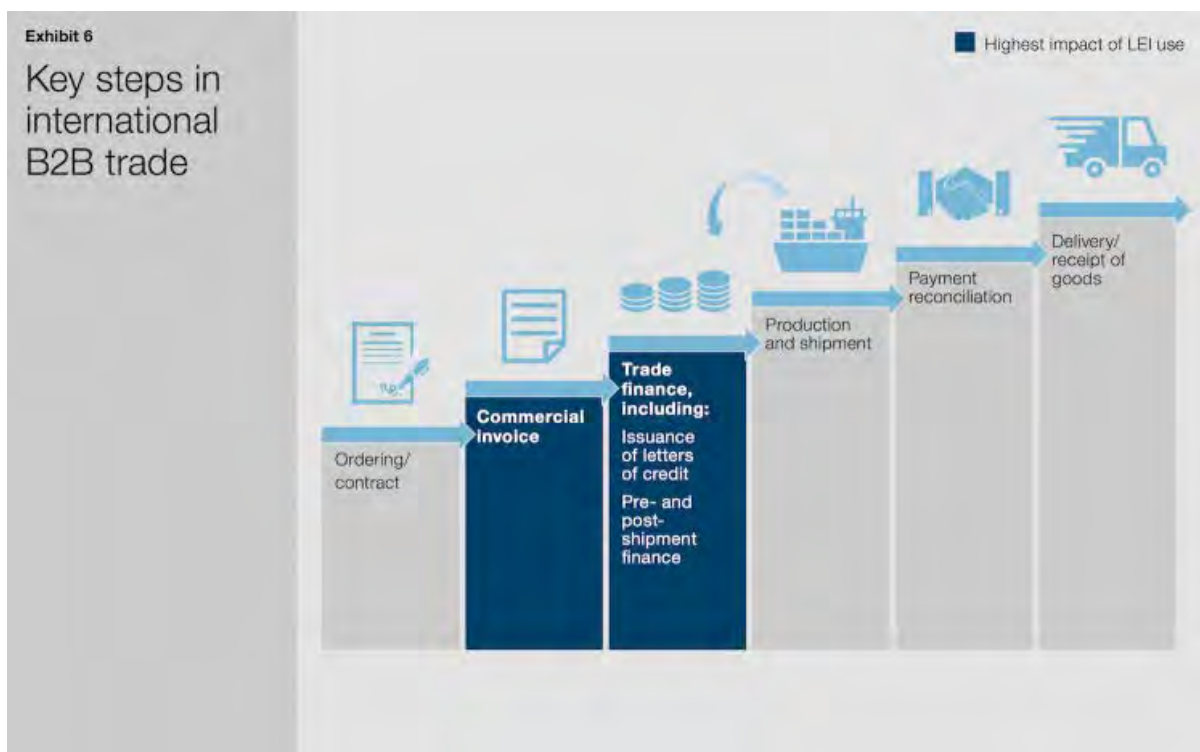 Exhibit 6
Key steps in
international
B2B trade
Highest impact of LEI use
Ordering/
contract
Commercial
invoice
Trade
finance,
including:
Issuance
of letters
of credit
Pre- and
post-
shipment
finance
Production
and shipment
Payment
reconciliation
Delivery/
receipt of
goods